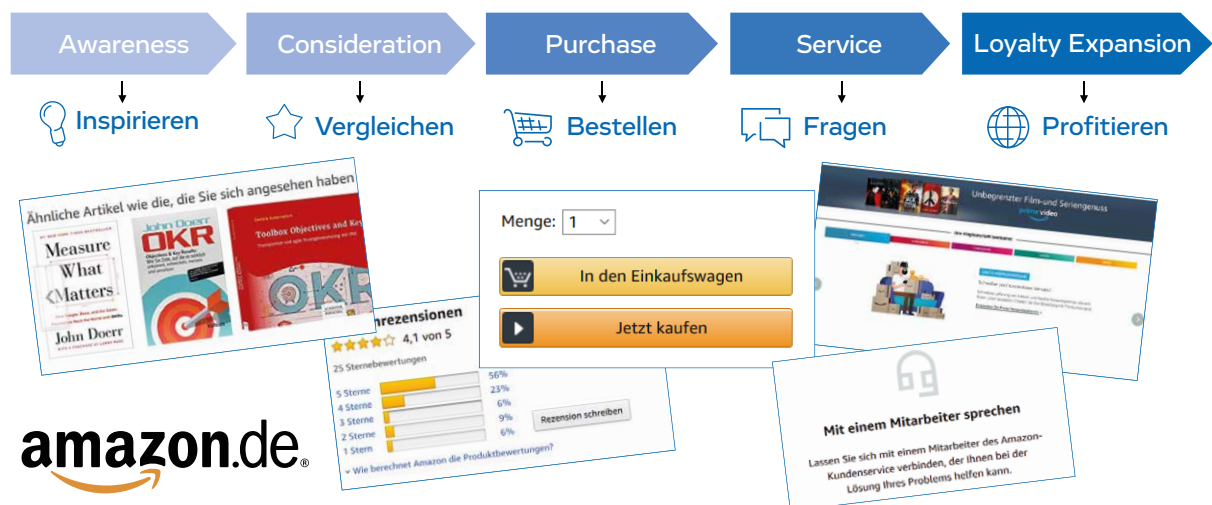 Awareness
Consideration
Purchase
Service
Loyalty Expansion
Inspirieren
Vergleichen
Bestellen
Fragen
Profitieren
Ähnliche Artikel wie die, die Sie sich angesehen haben
Measure
What
Matters
John Doerr
John Doerr
OKR
Objectives & Key Results
Toolbox Objectives and Key
OKR
nrezensionen
4,1 von 5
25 Sternebewertungen
5 Sterne 56%
4 Sterne 23%
3 Sterne 6%
2 Sterne 9%
1 Stern 6%
Rezension schreiben
Wie berechnet Amazon die Produktbewertungen?
Menge: 1
In den Einkaufswagen
Jetzt kaufen
Unbegrenzter Film-und Seriengenuss
prime video
Mit einem Mitarbeiter sprechen
Lassen Sie sich mit einem Mitarbeiter des Amazon-
Kundenservice verbinden, der Ihnen bei der
Lösung Ihres Problems helfen kann.
amazon.de®